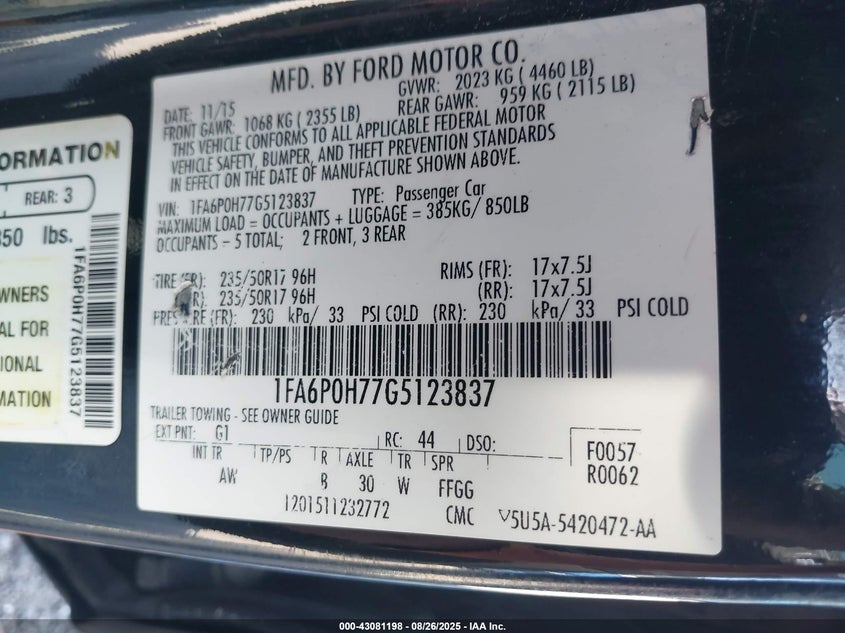 MFD. BY FORD MOTOR CO.
DATE: 11/15
GVWR: 2023 KG ( 4460 LB)
FRONT GAWR: 1068 KG ( 2355 LB)
REAR GAWR: 959 KG ( 2115 LB)
THIS VEHICLE CONFORMS TO ALL APPLICABLE FEDERAL MOTOR
VEHICLE SAFETY, BUMPER, AND THEFT PREVENTION STANDARDS
IN EFFECT ON THE DATE OF MANUFACTURE SHOWN ABOVE.
VIN: 1FA6P0H77G5123837 TYPE: Passenger Car
MAXIMUM LOAD = OCCUPANTS + LUGGAGE = 385KG/ 850LB
OCCUPANTS - 5 TOTAL; 2 FRONT, 3 REAR
TIRE (FR): 235/50R17 96H RIMS (FR): 17x7.5J
R): 235/50R17 96H (RR): 17x7.5J
(FR): 230 kPa/ 33 PSI COLD (RR): 230 kPa/ 33 PSI COLD
1FA6P0H77G5123837
TRAILER TOWING - SEE OWNER GUIDE
EXT PNT: G1 RC: 44 DSO:
F0057
R0062
INT TR TP/PS R AXLE TR SPR
AW B 30 W FFGG
1201511232772 CMC V5U5A-5420472-AA
ORMATION
REAR: 3
850 lbs.
OWNERS
AL FOR
IONAL
MATION
1FA6P0H77G5123837
000-43081198 - 08/26/2025 - IAA Inc.